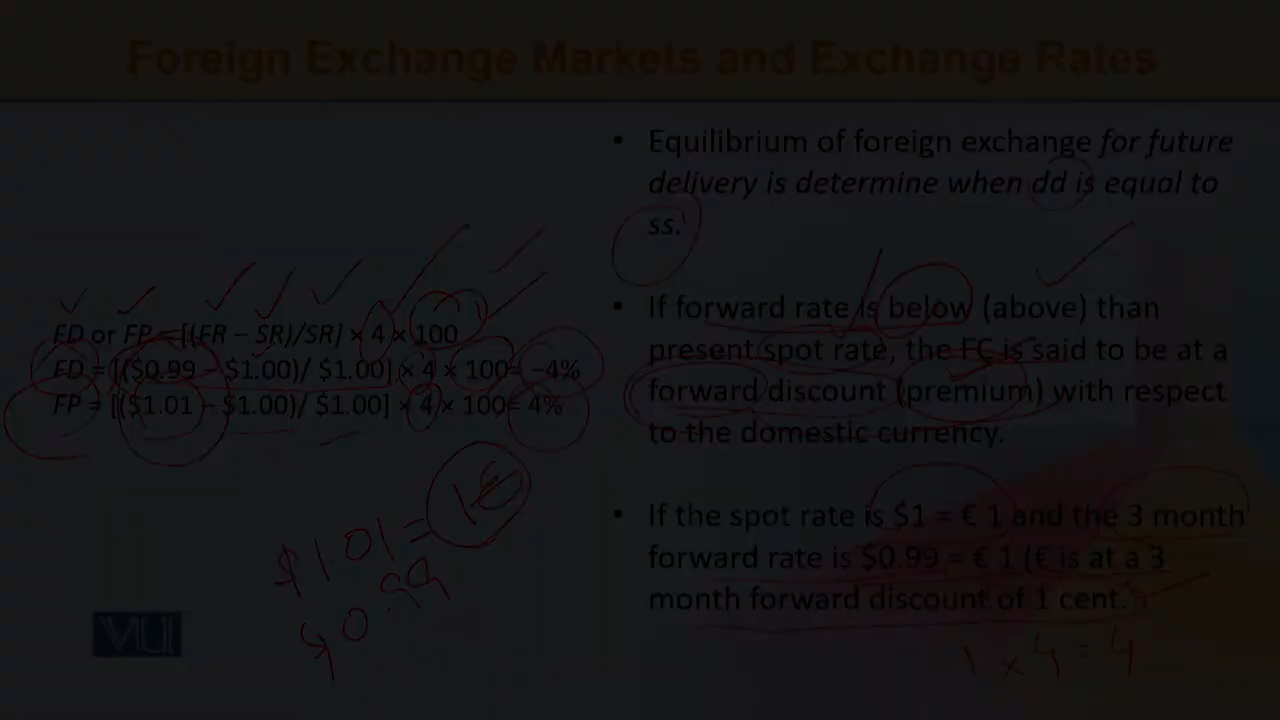 Foreign Exchange Markets and Exchange Rates
FD or FP = [(FR – SR)/SR] × 4 × 100
FD = [($0.99 – $1.00)/ $1.00] × 4 × 100= –4%
FP = [($1.01 – $1.00)/ $1.00] × 4 × 100= 4%
$1.01 = 1€
$0.99
VU
• Equilibrium of foreign exchange for future
delivery is determine when dd is equal to
ss.
• If forward rate is below (above) than
present spot rate, the FC is said to be at a
forward discount (premium) with respect
to the domestic currency.
• If the spot rate is $1 = € 1 and the 3 month
forward rate is $0.99 = € 1 (€ is at a 3
month forward discount of 1 cent.
1 × 4 = 4